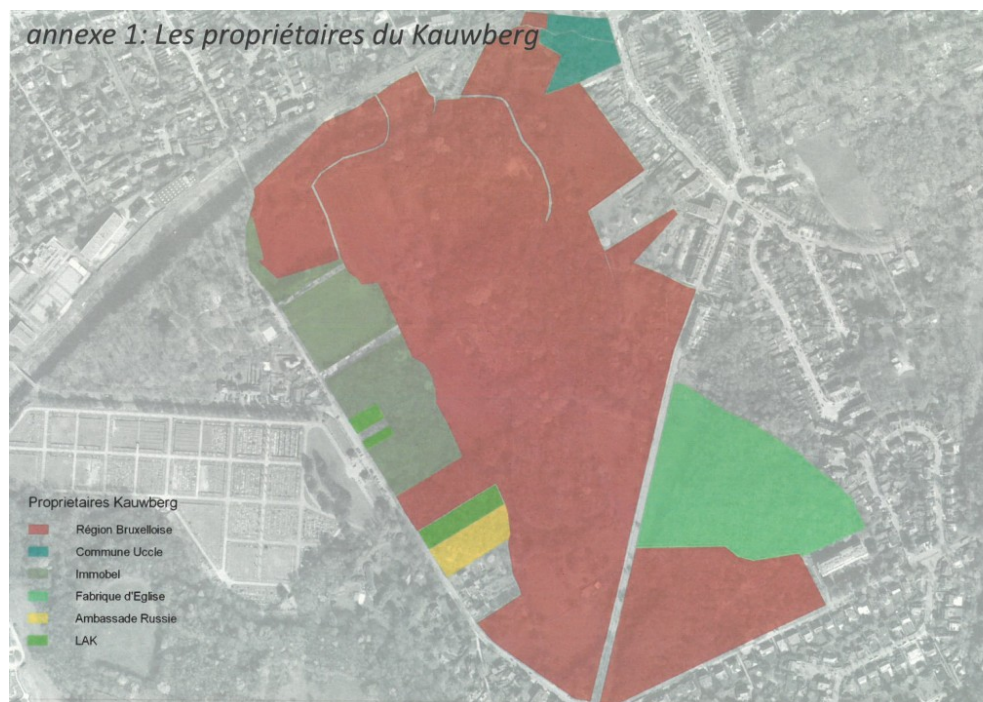 annexe 1: Les propriétaires du Kauwberg
Proprietaires Kauwberg
Région Bruxelloise
Commune Uccle
Immobel
Fabrique d'Eglise
Ambassade Russie
LAK